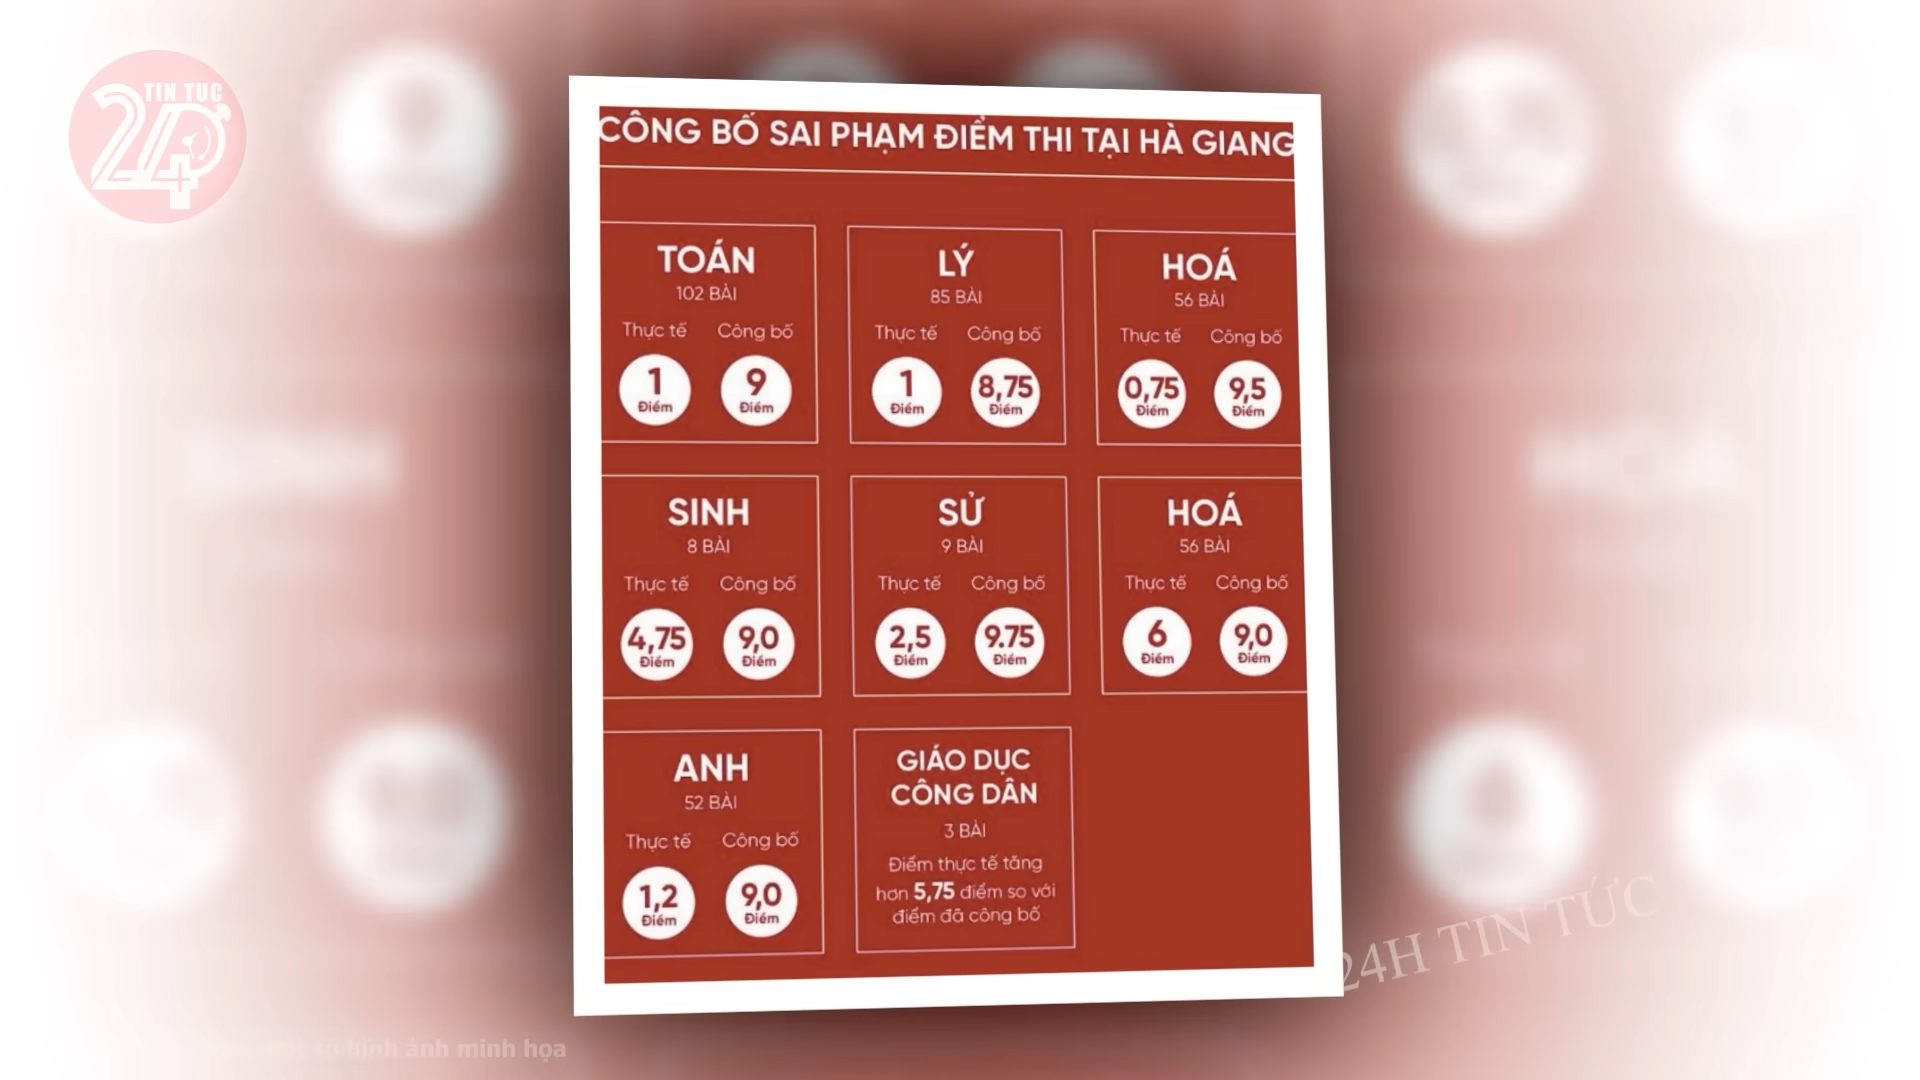 TIN TỨC
24
CÔNG BỐ SAI PHẠM ĐIỂM THI TẠI HÀ GIANG
TOÁN
102 BÀI
Thực tế Công bố
1 9
Điểm Điểm
LÝ
85 BÀI
Thực tế Công bố
1 8,75
Điểm Điểm
HOÁ
56 BÀI
Thực tế Công bố
0,75 9,5
Điểm Điểm
SINH
8 BÀI
Thực tế Công bố
4,75 9,0
Điểm Điểm
SỬ
9 BÀI
Thực tế Công bố
2,5 9.75
Điểm Điểm
HOÁ
56 BÀI
Thực tế Công bố
6 9,0
Điểm Điểm
ANH
52 BÀI
Thực tế Công bố
1,2 9,0
Điểm Điểm
GIÁO DỤC
CÔNG DÂN
3 BÀI
Điểm thực tế tăng
hơn 5,75 điểm so với
điểm đã công bố
24H TIN TỨC
hình ảnh minh họa